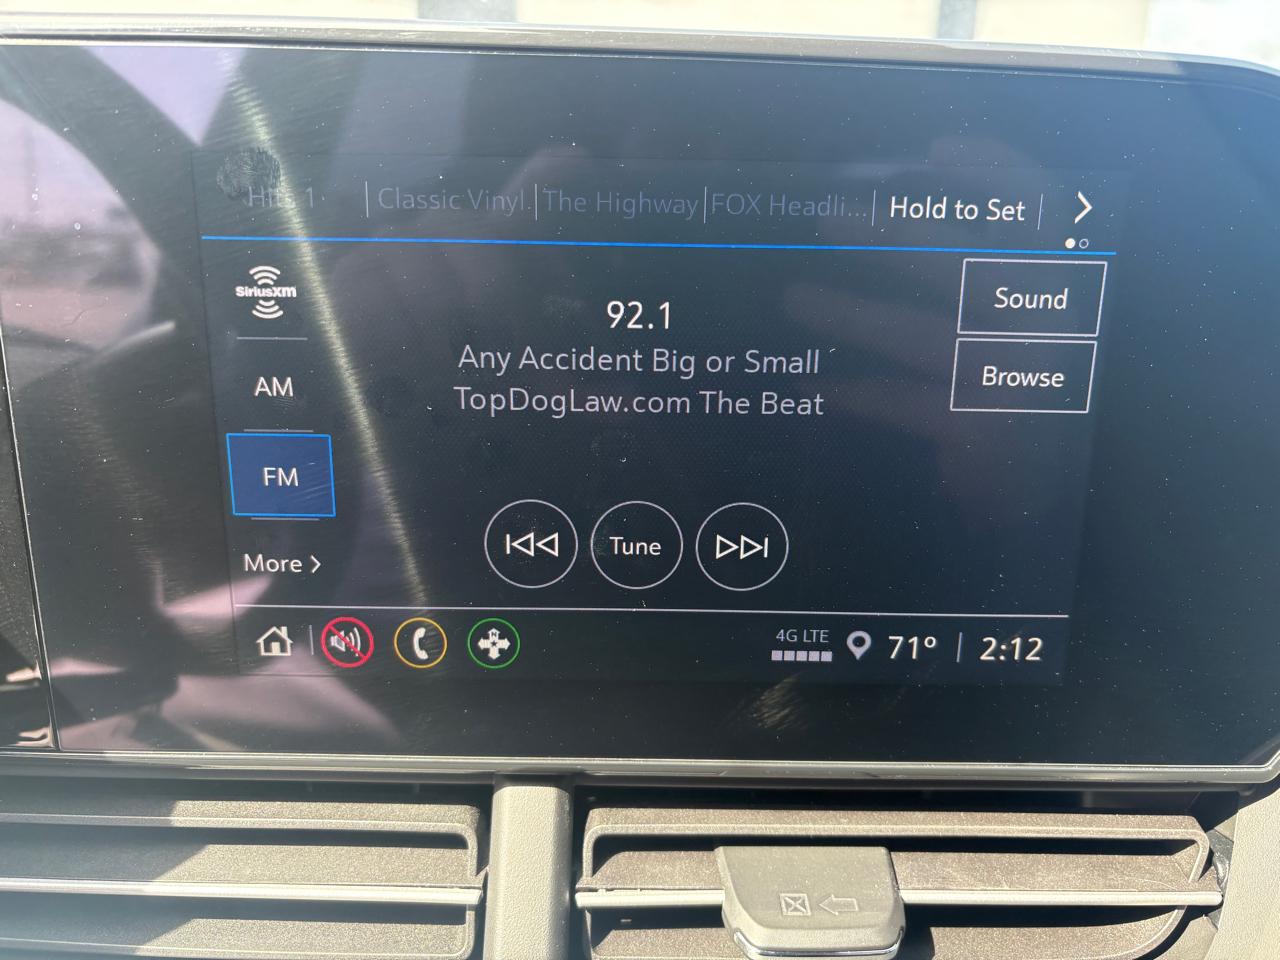 Hits 1
Classic Vinyl
The Highway
FOX Headli...
Hold to Set
SiriusXM
92.1
Sound
Any Accident Big or Small
Browse
TopDogLaw.com The Beat
AM
FM
Tune
More
4G LTE
71°
2:12